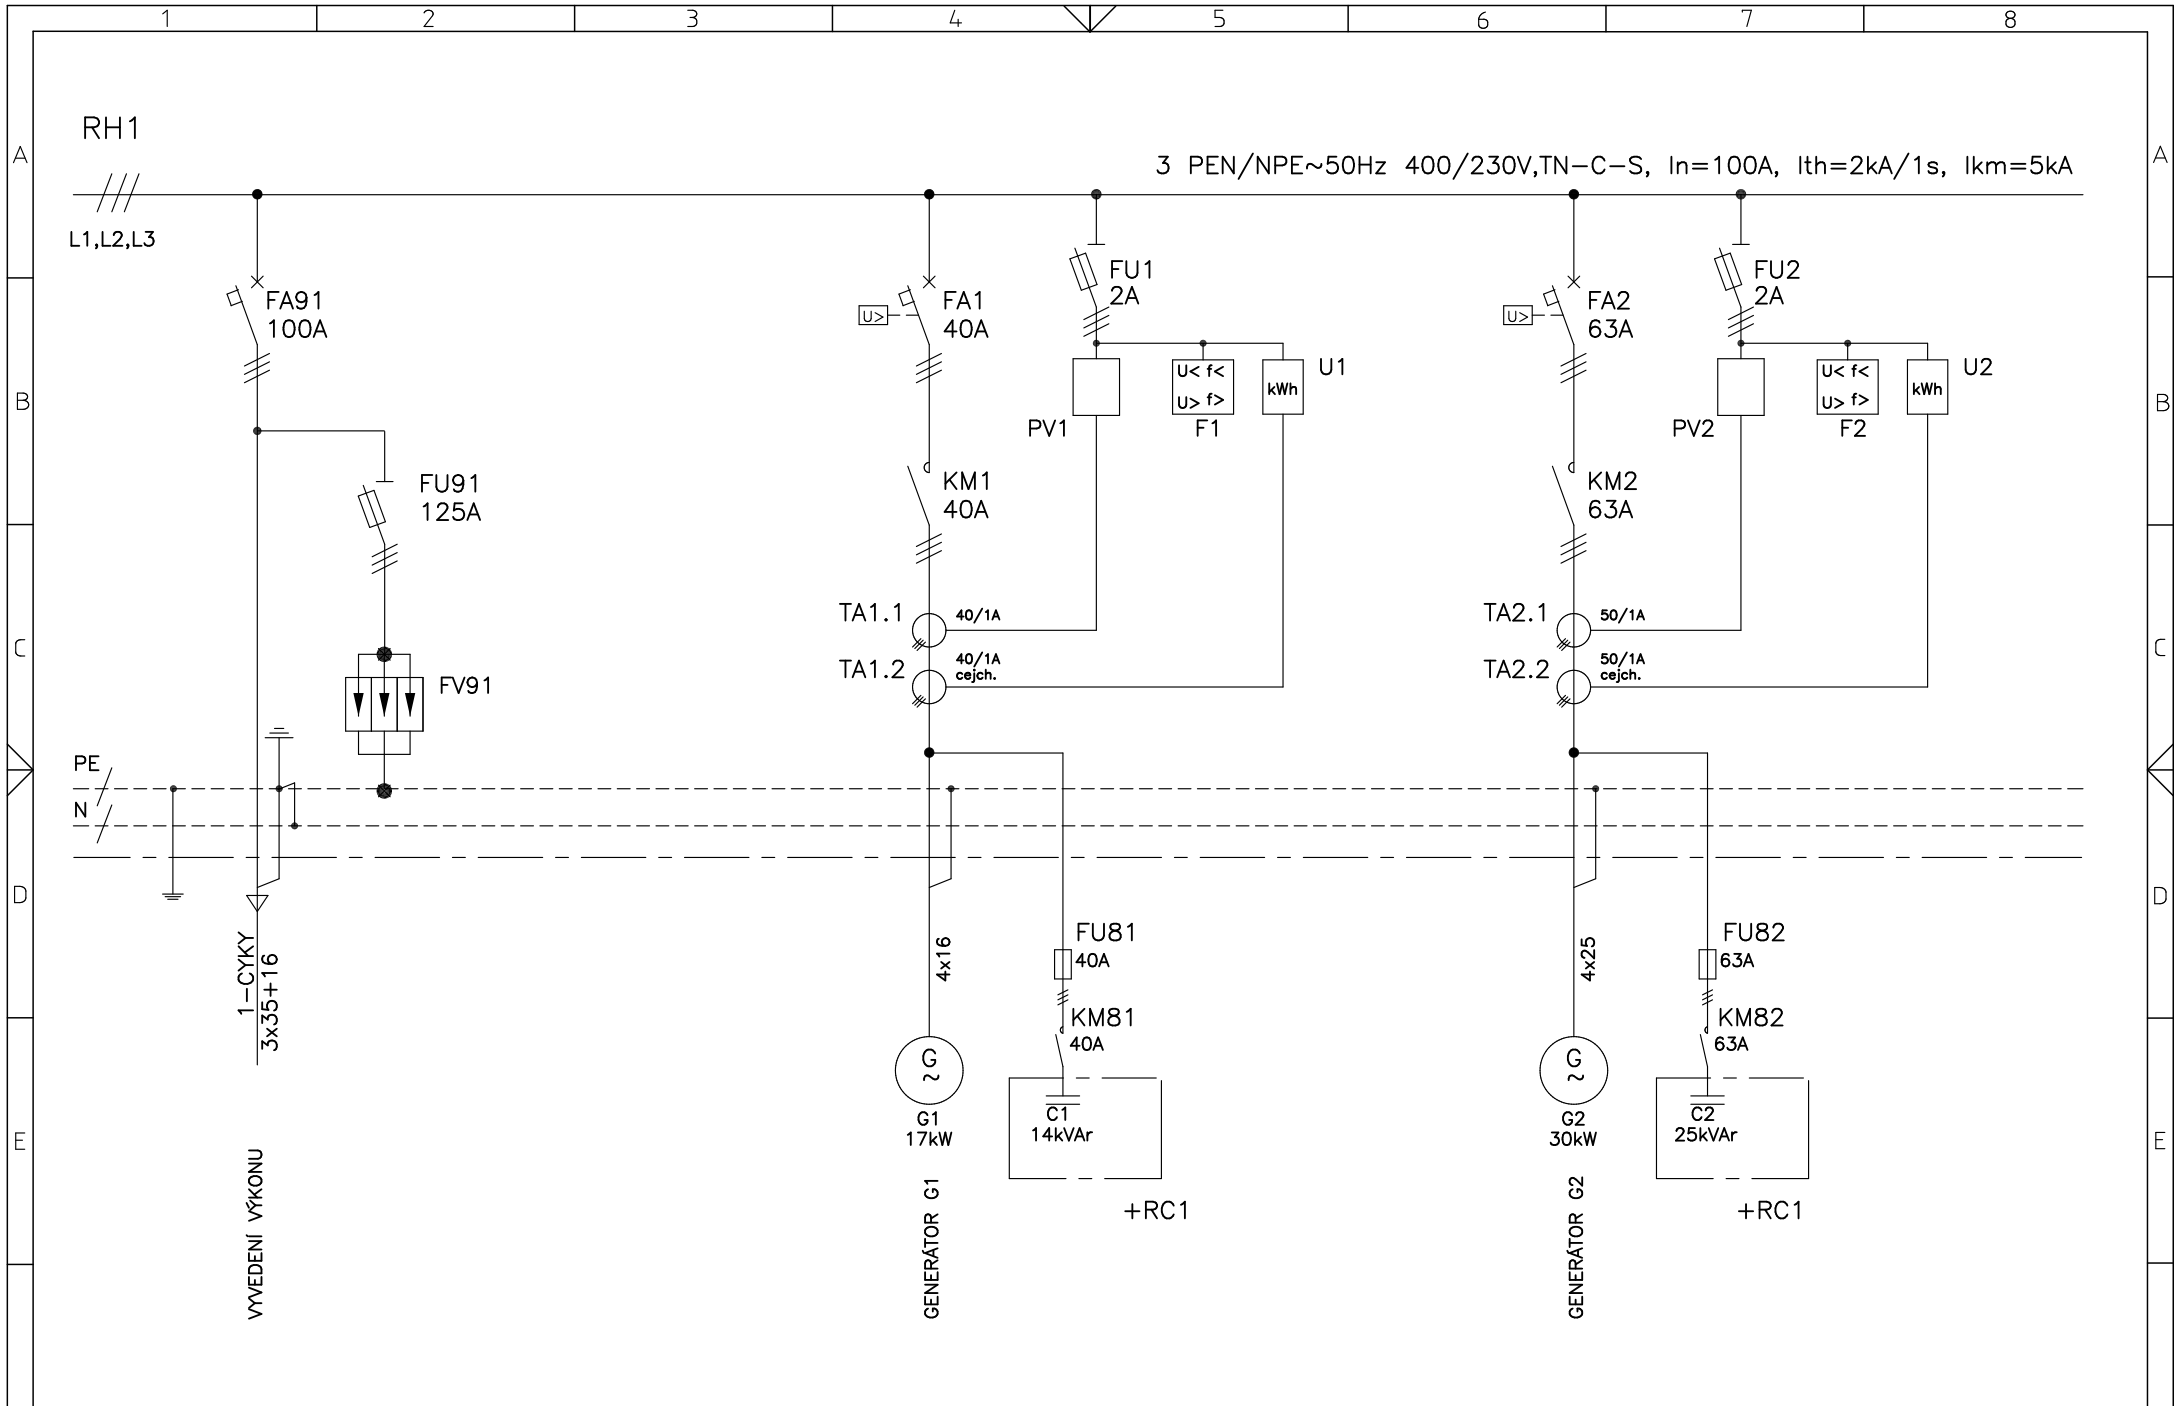 1 2 3 4 5 6 7 8
A A
B B
C C
D D
E E
RH1
3 PEN/NPE~50Hz 400/230V,TN-C-S, In=100A, Ith=2kA/1s, Ikm=5kA
L1,L2,L3
FA91
100A
FU91
125A
FV91
PE
N
1-CYKY
3x35+16
VYVEDENÍ VÝKONU
U>
FA1
40A
FU1
2A
PV1
U< f<
U> f>
F1
kWh
U1
KM1
40A
TA1.1
40/1A
TA1.2
40/1A
cejch.
4x16
FU81
40A
KM81
40A
G
~
G1
17kW
C1
14kVAr
+RC1
GENERÁTOR G1
U>
FA2
63A
FU2
2A
PV2
U< f<
U> f>
F2
kWh
U2
KM2
63A
TA2.1
50/1A
TA2.2
50/1A
cejch.
4x25
FU82
63A
KM82
63A
G
~
G2
30kW
C2
25kVAr
+RC1
GENERÁTOR G2